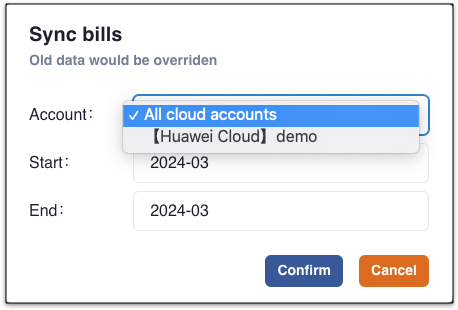 Sync bills
Old data would be overriden
Account：
✓ All cloud accounts
【Huawei Cloud】demo
Start：
2024-03
End：
2024-03
Confirm
Cancel